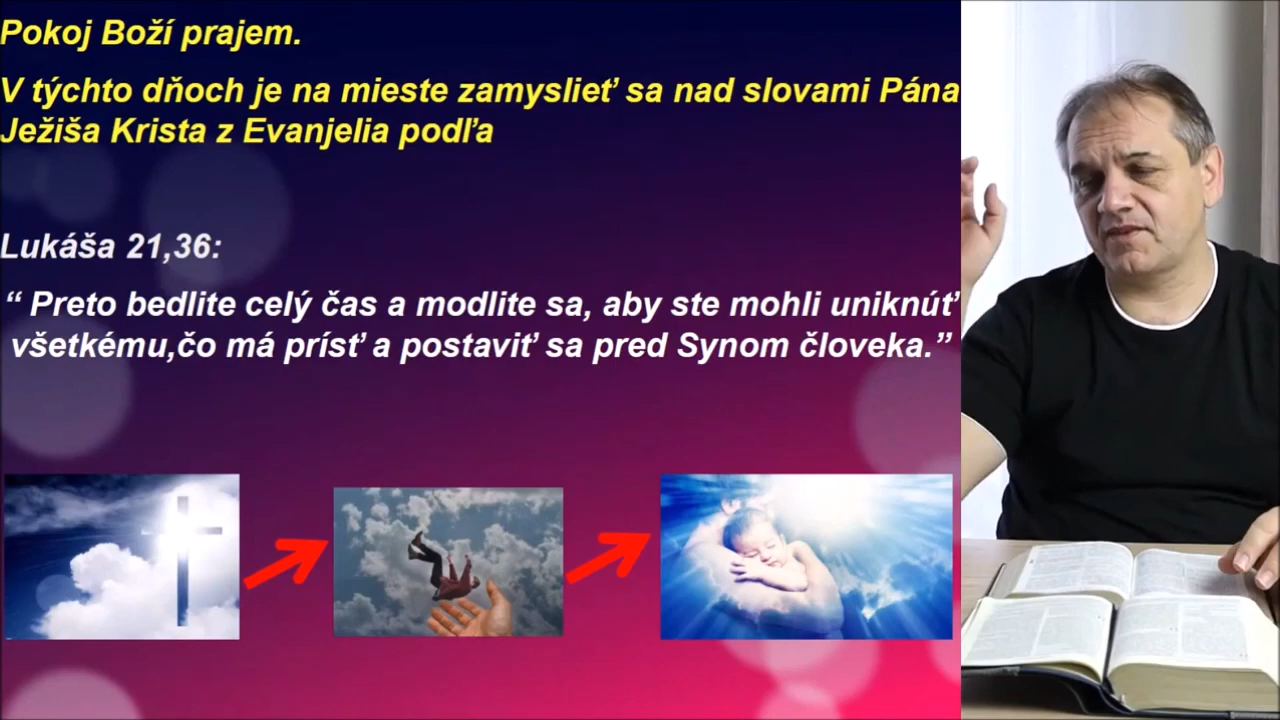 Pokoj Boží prajem.
V týchto dňoch je na mieste zamyslieť sa nad slovami Pána
Ježiša Krista z Evanjelia podľa
Lukáša 21,36:
“ Preto bedlite celý čas a modlite sa, aby ste mohli uniknúť
všetkému,čo má prísť a postaviť sa pred Synom človeka.”